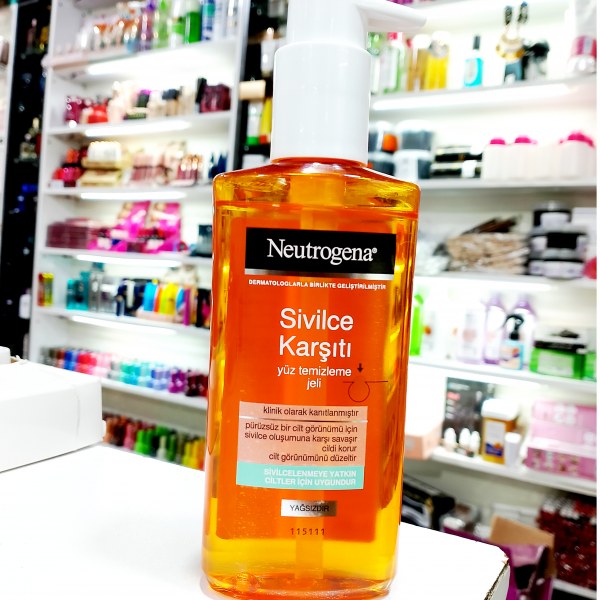 Neutrogena®
DERMATOLOGLARLA BİRLİKTE GELİŞTİRİLMİŞTİR
Sivilce
Karşıtı
yüz temizleme
jeli
klinik olarak kanıtlanmıştır
pürüzsüz bir cilt görünümü için
sivilce oluşumuna karşı savaşır
cildi korur
cilt görünümünü düzeltir
SİVİLCELENMEYE YATKIN
CİLTLER İÇİN UYGUNDUR
YAĞSIZDIR
115111